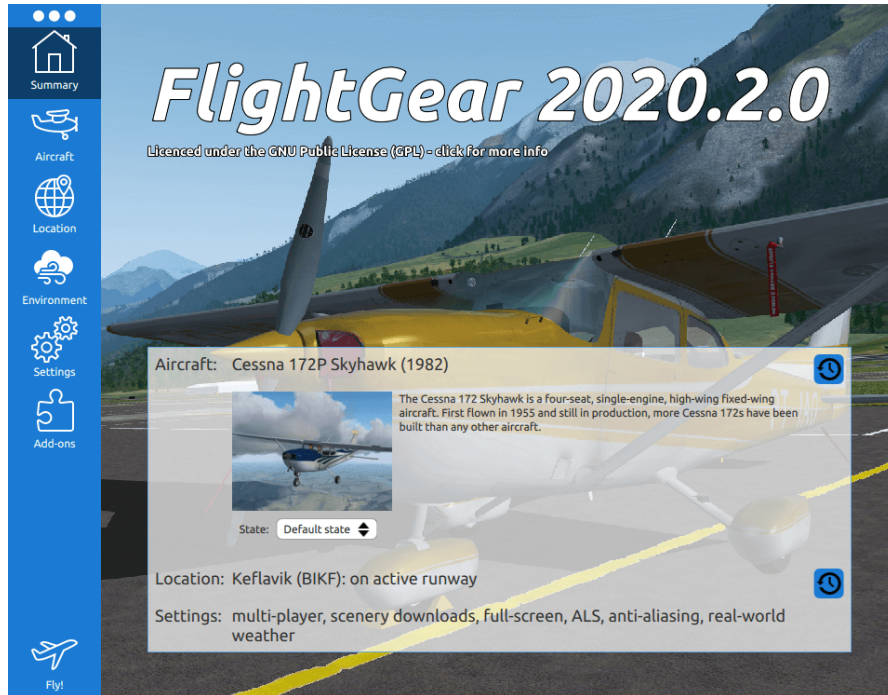 Summary
Aircraft
Location
Environment
Settings
Add-ons
Fly!
FlightGear 2020.2.0
Licenced under the GNU Public License (GPL) - click for more info
Aircraft: Cessna 172P Skyhawk (1982)
The Cessna 172 Skyhawk is a four-seat, single-engine, high-wing fixed-wing
aircraft. First flown in 1955 and still in production, more Cessna 172s have been
built than any other aircraft.
State: Default state
Location: Keflavik (BIKF): on active runway
Settings: multi-player, scenery downloads, full-screen, ALS, anti-aliasing, real-world
weather